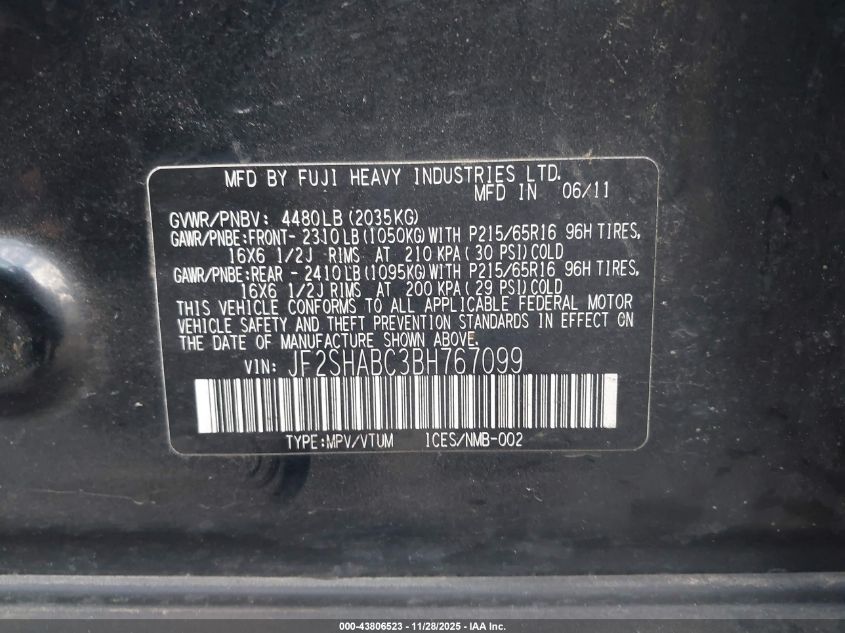 MFD BY FUJI HEAVY INDUSTRIES LTD.
MFD IN 06/11
GVWR/PNBV: 4480LB(2035KG)
GAWR/PNBE:FRONT- 2310LB(1050KG)WITH P215/65R16 96H TIRES,
16X6 1/2J RIMS AT 210 KPA(30 PSI)COLD
GAWR/PNBE:REAR - 2410LB(1095KG)WITH P215/65R16 96H TIRES,
16X6 1/2J RIMS AT 200 KPA(29 PSI)COLD
THIS VEHICLE CONFORMS TO ALL APPLICABLE FEDERAL MOTOR
VEHICLE SAFETY AND THEFT PREVENTION STANDARDS IN EFFECT ON
THE DATE OF MANUFACTURE SHOWN ABOVE.
VIN: JF2SHABC3BH767099
TYPE:MPV/VTUM ICES/NMB-002
000-43806523 - 11/28/2025 - IAA Inc.